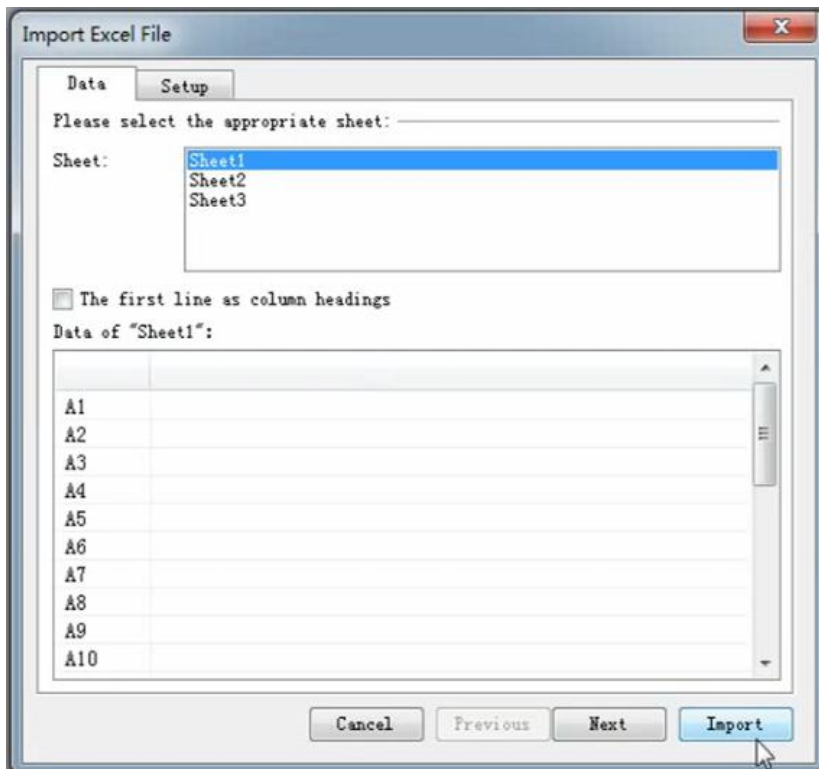 Import Excel File
Data
Setup
Please select the appropriate sheet:
Sheet:
Sheet1
Sheet2
Sheet3
The first line as column headings
Data of "Sheet1":
A1
A2
A3
A4
A5
A6
A7
A8
A9
A10
Cancel
Previous
Next
Import